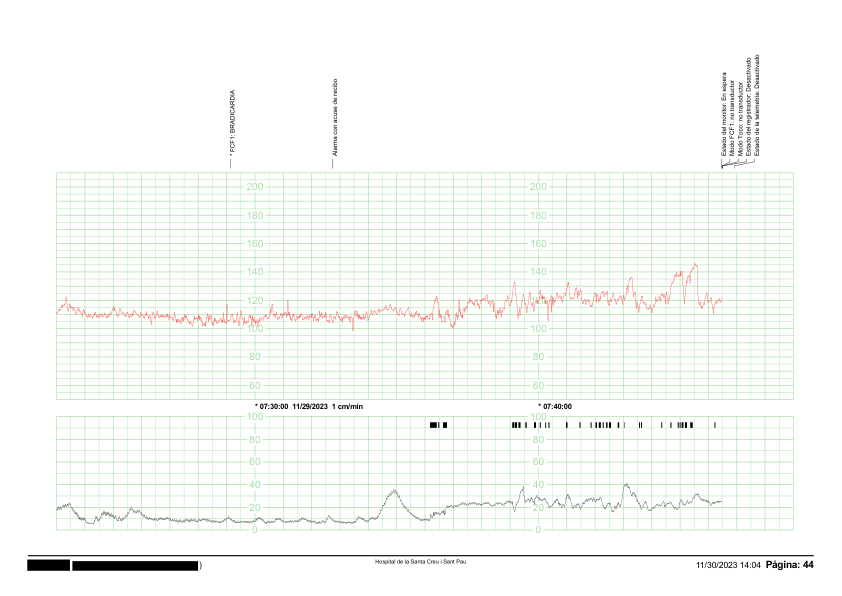 * FCF1: BRADICARDIA
Alarma con acuse de recibo
Estado del monitor: En espera
Modo FCF1: no transductor
Modo Toco: no transductor
Estado del registrador: Desactivado
Estado de la telemetría: Desactivado
200 200
180 180
160 160
140 140
120 120
100 100
80 80
60 60
* 07:30:00 11/29/2023 1 cm/min * 07:40:00
100 100
80 80
60 60
40 40
20 20
0 0
)
Hospital de la Santa Creu i Sant Pau
11/30/2023 14:04 Página: 44